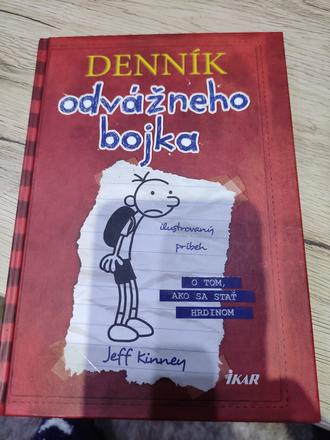 DENNÍK
odvážneho
bojka
ilustrovaný
príbeh
O TOM,
AKO SA STAŤ
HRDINOM
Jeff Kinney
IKAR